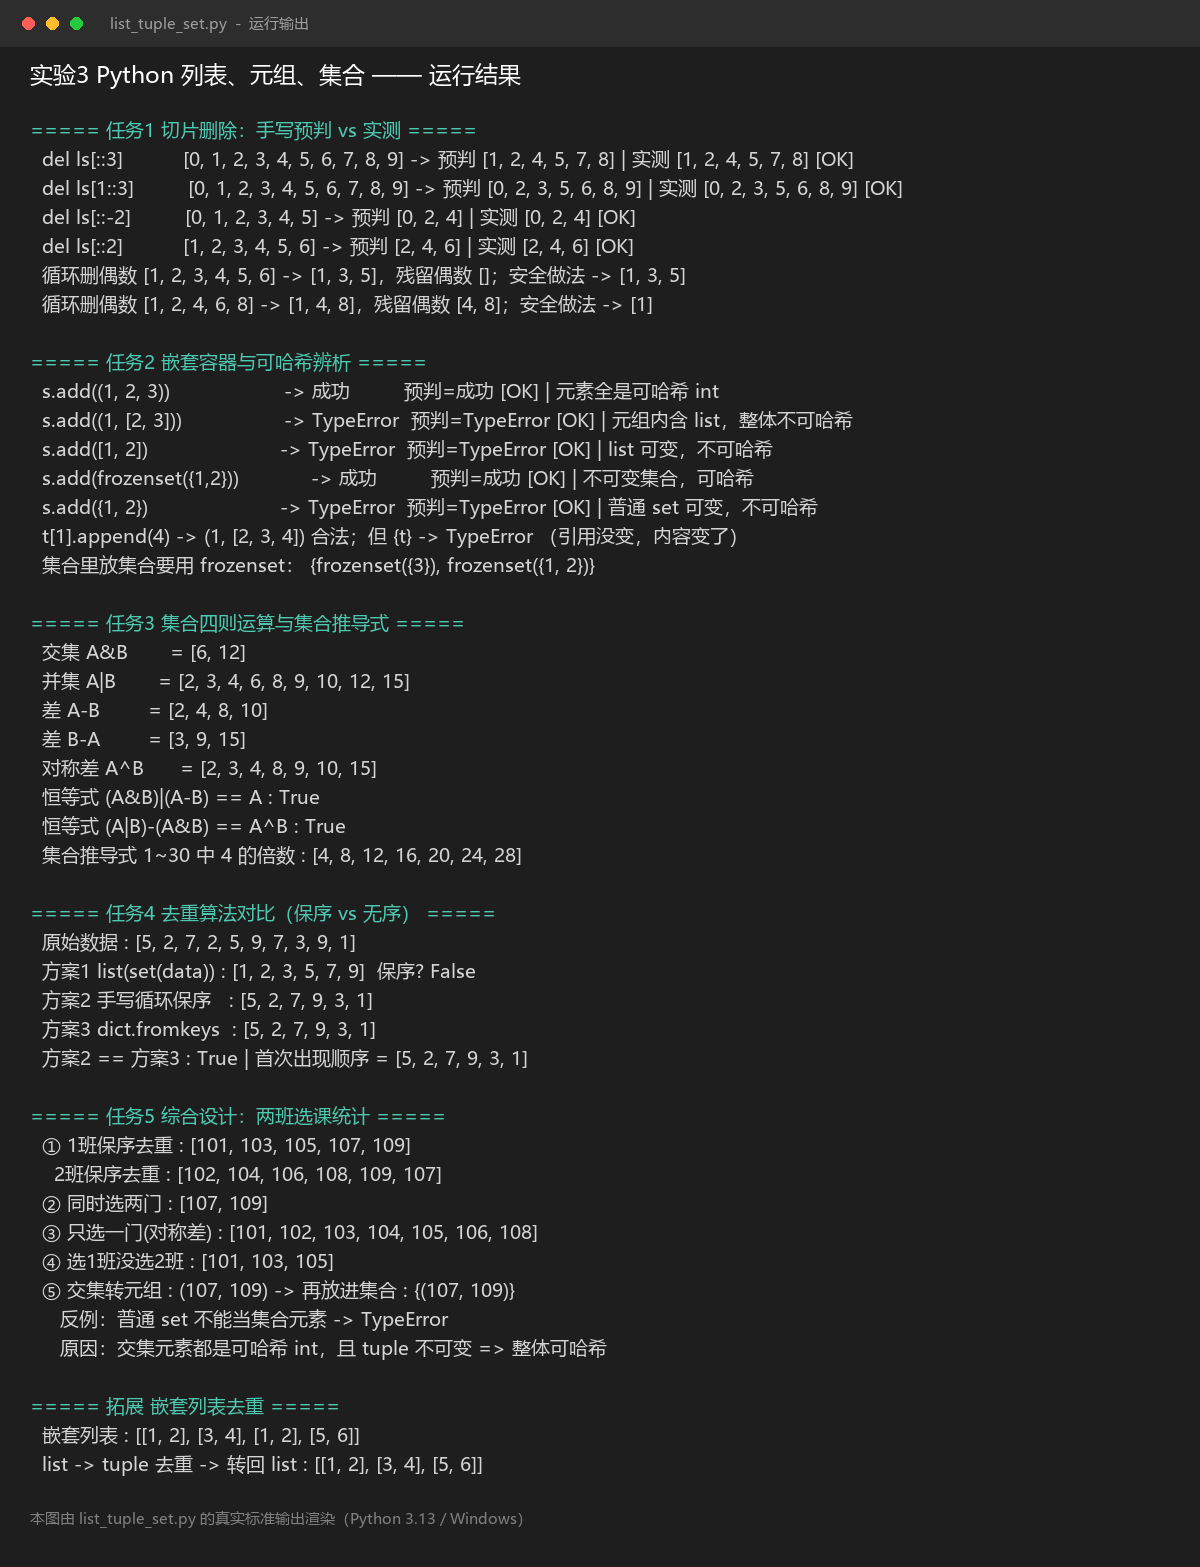 list_tuple_set.py - 运行输出
实验3 Python 列表、元组、集合 —— 运行结果
===== 任务1 切片删除：手写预判 vs 实测 =====
del ls[::3] [0, 1, 2, 3, 4, 5, 6, 7, 8, 9] -> 预判 [1, 2, 4, 5, 7, 8] | 实测 [1, 2, 4, 5, 7, 8] [OK]
del ls[1::3] [0, 1, 2, 3, 4, 5, 6, 7, 8, 9] -> 预判 [0, 2, 3, 5, 6, 8, 9] | 实测 [0, 2, 3, 5, 6, 8, 9] [OK]
del ls[::-2] [0, 1, 2, 3, 4, 5] -> 预判 [0, 2, 4] | 实测 [0, 2, 4] [OK]
del ls[::2] [1, 2, 3, 4, 5, 6] -> 预判 [2, 4, 6] | 实测 [2, 4, 6] [OK]
循环删偶数 [1, 2, 3, 4, 5, 6] -> [1, 3, 5]，残留偶数 []；安全做法 -> [1, 3, 5]
循环删偶数 [1, 2, 4, 6, 8] -> [1, 4, 8]，残留偶数 [4, 8]；安全做法 -> [1]
===== 任务2 嵌套容器与可哈希辨析 =====
s.add((1, 2, 3)) -> 成功 预判=成功 [OK] | 元素全是可哈希 int
s.add((1, [2, 3])) -> TypeError 预判=TypeError [OK] | 元组内含 list，整体不可哈希
s.add([1, 2]) -> TypeError 预判=TypeError [OK] | list 可变，不可哈希
s.add(frozenset({1,2})) -> 成功 预判=成功 [OK] | 不可变集合，可哈希
s.add({1, 2}) -> TypeError 预判=TypeError [OK] | 普通 set 可变，不可哈希
t[1].append(4) -> (1, [2, 3, 4]) 合法；但 {t} -> TypeError （引用没变，内容变了）
集合里放集合要用 frozenset： {frozenset({3}), frozenset({1, 2})}
===== 任务3 集合四则运算与集合推导式 =====
交集 A&B = [6, 12]
并集 A|B = [2, 3, 4, 6, 8, 9, 10, 12, 15]
差 A-B = [2, 4, 8, 10]
差 B-A = [3, 9, 15]
对称差 A^B = [2, 3, 4, 8, 9, 10, 15]
恒等式 (A&B)|(A-B) == A : True
恒等式 (A|B)-(A&B) == A^B : True
集合推导式 1~30 中 4 的倍数 : [4, 8, 12, 16, 20, 24, 28]
===== 任务4 去重算法对比（保序 vs 无序） =====
原始数据 : [5, 2, 7, 2, 5, 9, 7, 3, 9, 1]
方案1 list(set(data)) : [1, 2, 3, 5, 7, 9] 保序? False
方案2 手写循环保序 : [5, 2, 7, 9, 3, 1]
方案3 dict.fromkeys : [5, 2, 7, 9, 3, 1]
方案2 == 方案3 : True | 首次出现顺序 = [5, 2, 7, 9, 3, 1]
===== 任务5 综合设计：两班选课统计 =====
① 1班保序去重 : [101, 103, 105, 107, 109]
2班保序去重 : [102, 104, 106, 108, 109, 107]
② 同时选两门 : [107, 109]
③ 只选一门(对称差) : [101, 102, 103, 104, 105, 106, 108]
④ 选1班没选2班 : [101, 103, 105]
⑤ 交集转元组 : (107, 109) -> 再放进集合 : {(107, 109)}
反例：普通 set 不能当集合元素 -> TypeError
原因：交集元素都是可哈希 int，且 tuple 不可变 => 整体可哈希
===== 拓展 嵌套列表去重 =====
嵌套列表 : [[1, 2], [3, 4], [1, 2], [5, 6]]
list -> tuple 去重 -> 转回 list : [[1, 2], [3, 4], [5, 6]]
本图由 list_tuple_set.py 的真实标准输出渲染（Python 3.13 / Windows）